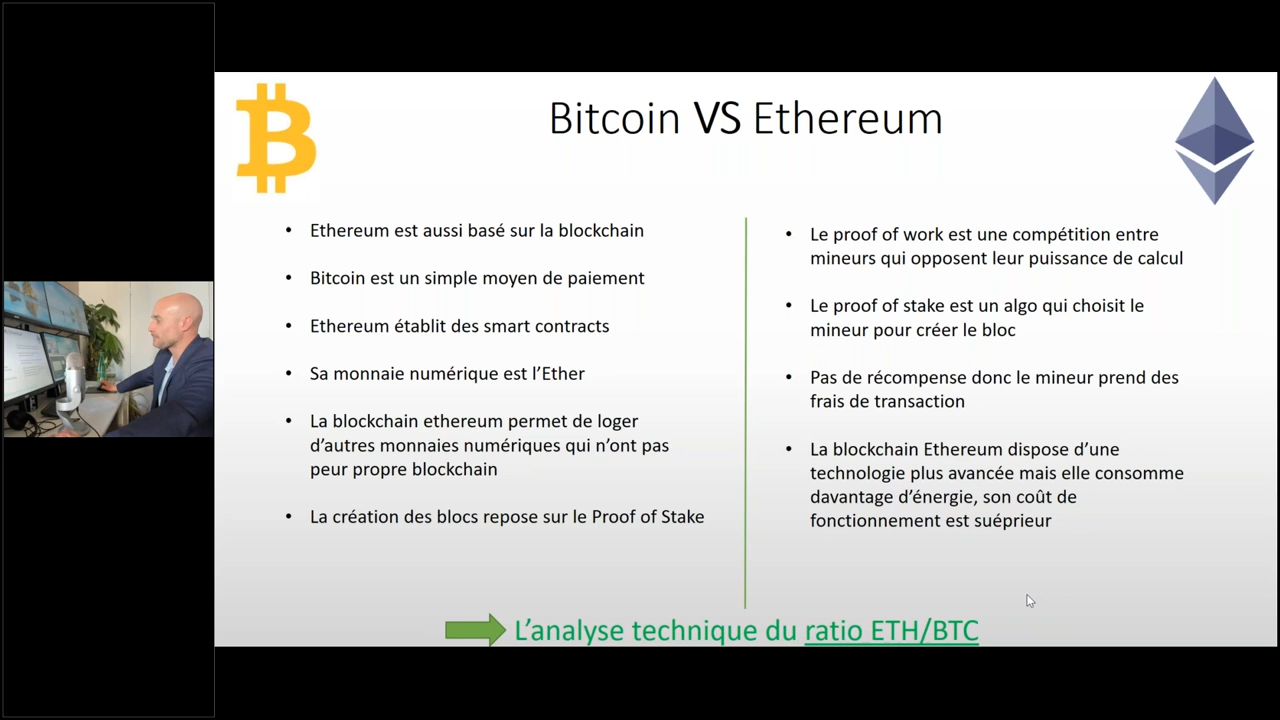 Bitcoin VS Ethereum
• Ethereum est aussi basé sur la blockchain
• Bitcoin est un simple moyen de paiement
• Ethereum établit des smart contracts
• Sa monnaie numérique est l’Ether
• La blockchain ethereum permet de loger
d’autres monnaies numériques qui n’ont pas
peur propre blockchain
• La création des blocs repose sur le Proof of Stake
• Le proof of work est une compétition entre
mineurs qui opposent leur puissance de calcul
• Le proof of stake est un algo qui choisit le
mineur pour créer le bloc
• Pas de récompense donc le mineur prend des
frais de transaction
• La blockchain Ethereum dispose d’une
technologie plus avancée mais elle consomme
davantage d’énergie, son coût de
fonctionnement est suéprieur
L’analyse technique du ratio ETH/BTC